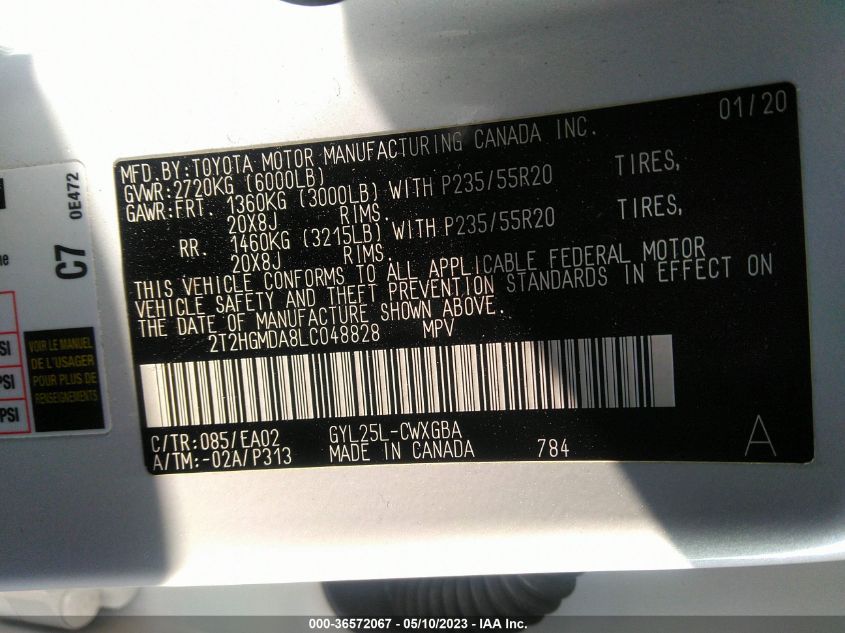 01/20
MFD.BY:TOYOTA MOTOR MANUFACTURING CANADA INC.
GVWR:2720KG (6000LB)
GAWR:FRT. 1360KG (3000LB) WITH P235/55R20 TIRES,
20X8J RIMS.
RR. 1460KG (3215LB) WITH P235/55R20 TIRES,
20X8J RIMS.
THIS VEHICLE CONFORMS TO ALL APPLICABLE FEDERAL MOTOR
VEHICLE SAFETY AND THEFT PREVENTION STANDARDS IN EFFECT ON
THE DATE OF MANUFACTURE SHOWN ABOVE.
2T2HGMDA8LC048828 MPV
C/TR:085/EA02 GYL25L-CWXGBA
A/TM:-02A/P313 MADE IN CANADA 784 A
C7 0E472
VOIR LE MANUEL
DE L'USAGER
POUR PLUS DE
RENSEIGNEMENTS
PSI
PSI
000-36572067 - 05/10/2023 - IAA Inc.